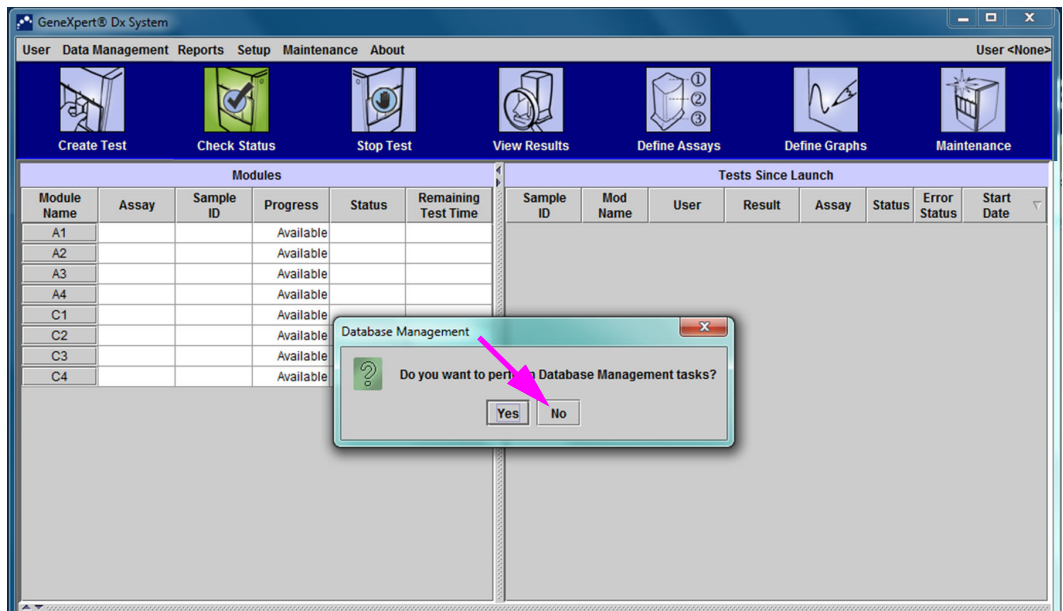 GeneXpert® Dx System
User Data Management Reports Setup Maintenance About User <None>
Create Test Check Status Stop Test View Results Define Assays Define Graphs Maintenance
1
2
3
Modules Tests Since Launch
Module Name Assay Sample ID Progress Status Remaining Test Time Sample ID Mod Name User Result Assay Status Error Status Start Date
A1 Available
A2 Available
A3 Available
A4 Available
C1 Available
C2 Available
C3 Available
C4 Available
Database Management
Do you want to perform Database Management tasks?
Yes No